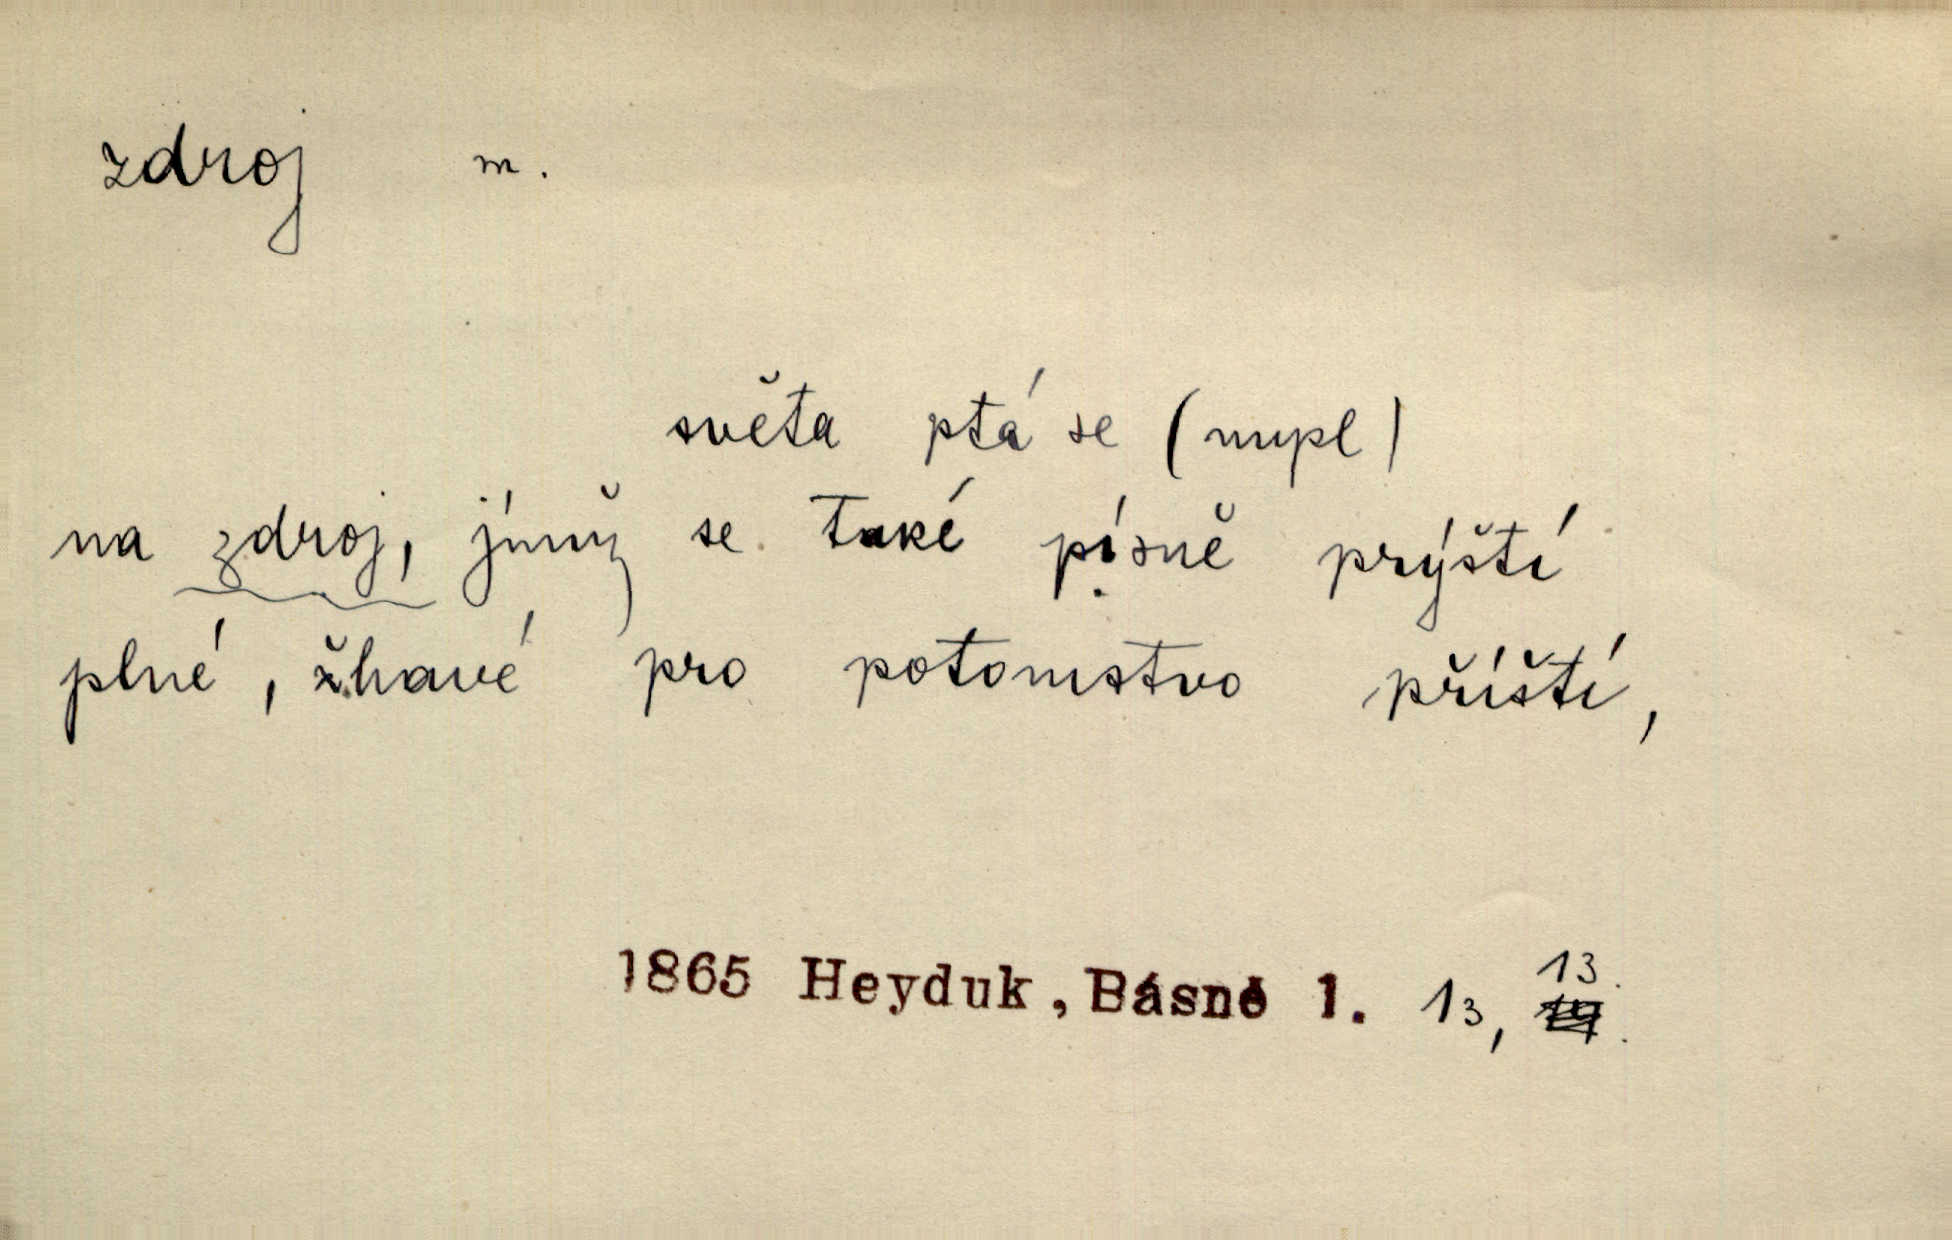 zdroj m.
světa ptá se (mysl)
na zdroj, jímž se také písně prýští
plné, žhavé pro potomstvo příští,
1865 Heyduk, Básně 1. 13, 13.